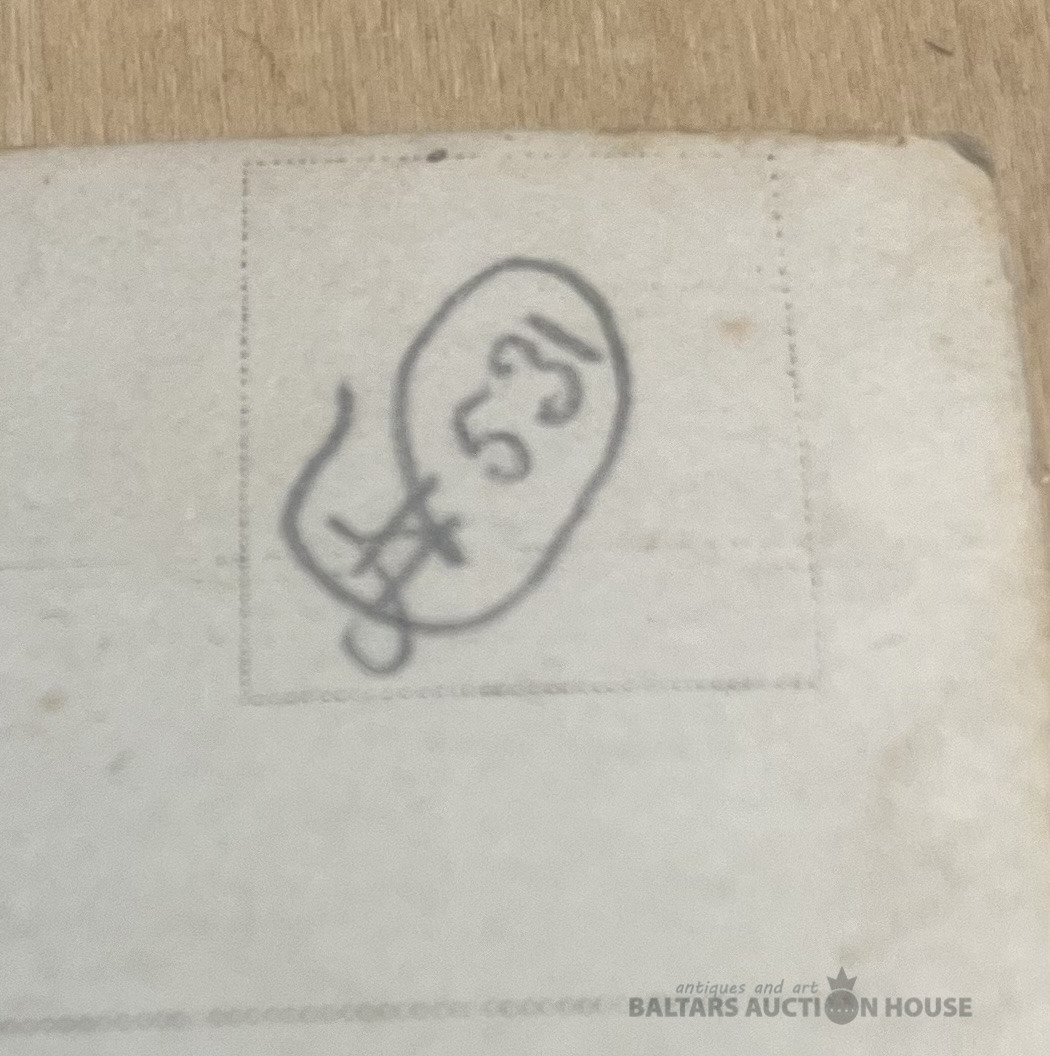 531
antiques and art
BALTARS AUCTION HOUSE